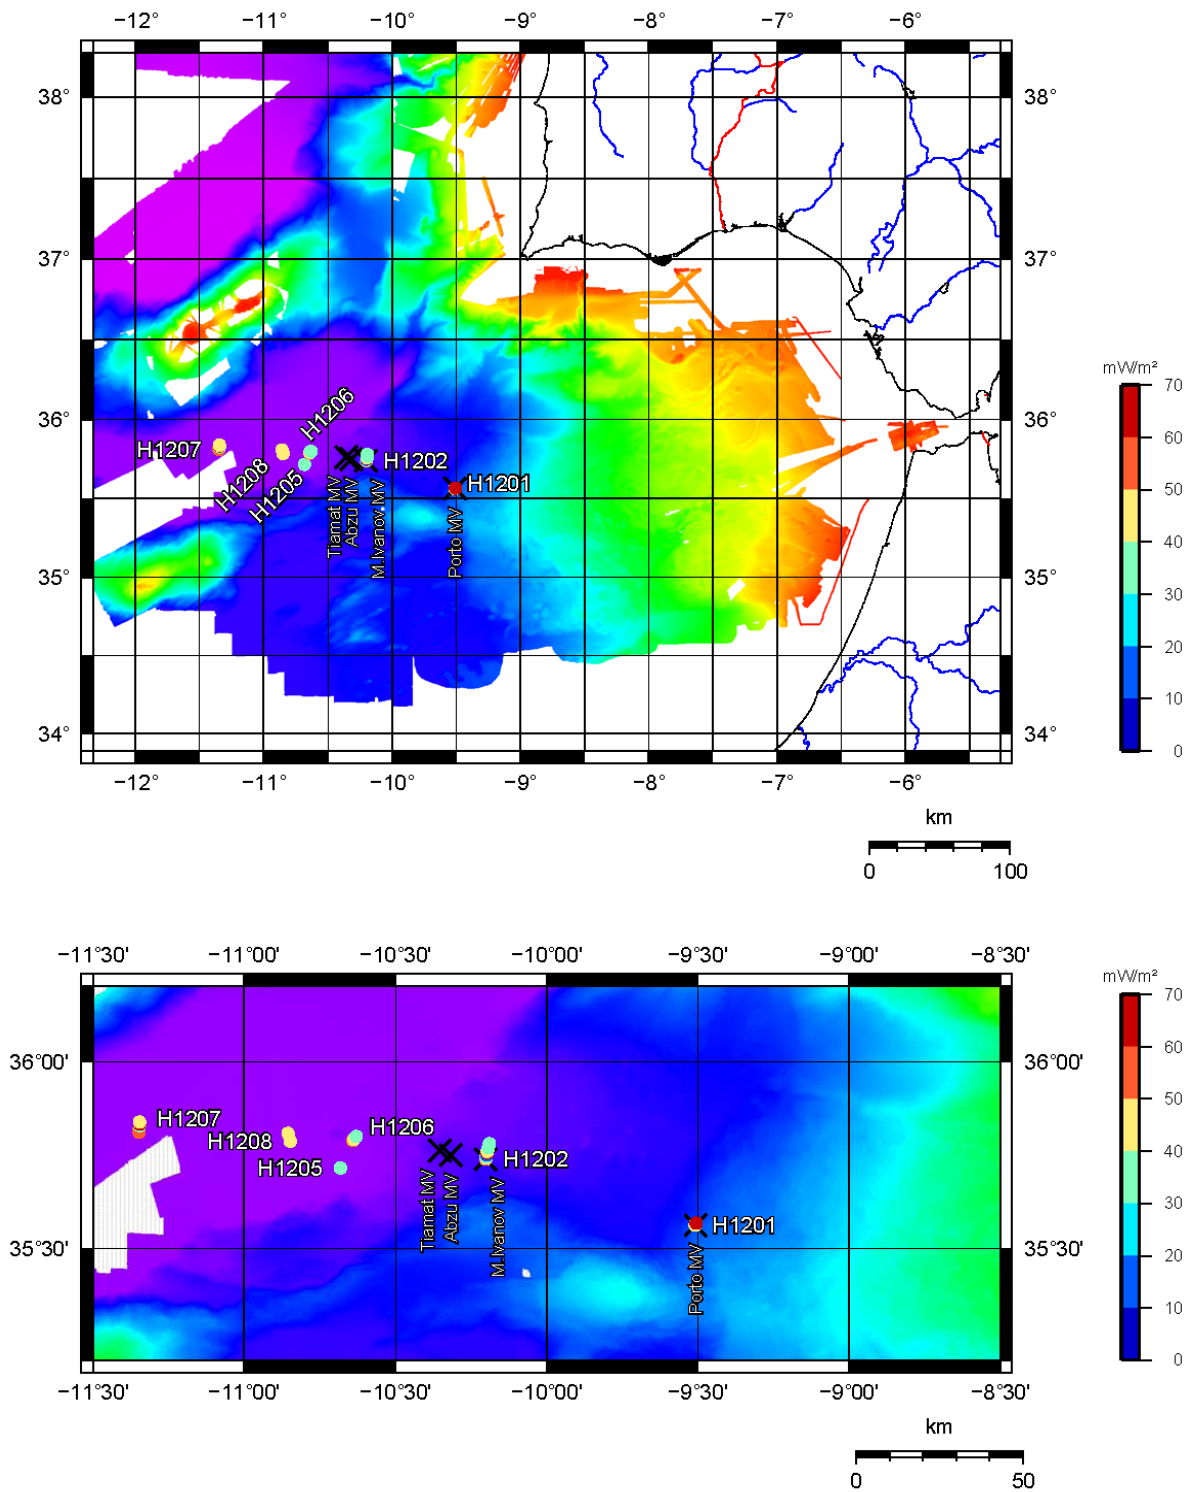 −12° −11° −10° −9° −8° −7° −6°
38° 38°
37° 37°
36° 36°
35° 35°
34° 34°
H1206
H1207
H1208
H1205
H1202
H1201
Tiamat MV
Abzu MV
M.Ivanov MV
Porto MV
−12° −11° −10° −9° −8° −7° −6°
mW/m²
70
60
50
40
30
20
10
0
km
0 100
−11°30' −11°00' −10°30' −10°00' −9°30' −9°00' −8°30'
36°00' 36°00'
35°30' 35°30'
H1207
H1206
H1208
H1205
H1202
H1201
Tiamat MV
Abzu MV
M.Ivanov MV
Porto MV
−11°30' −11°00' −10°30' −10°00' −9°30' −9°00' −8°30'
mW/m²
70
60
50
40
30
20
10
0
km
0 50